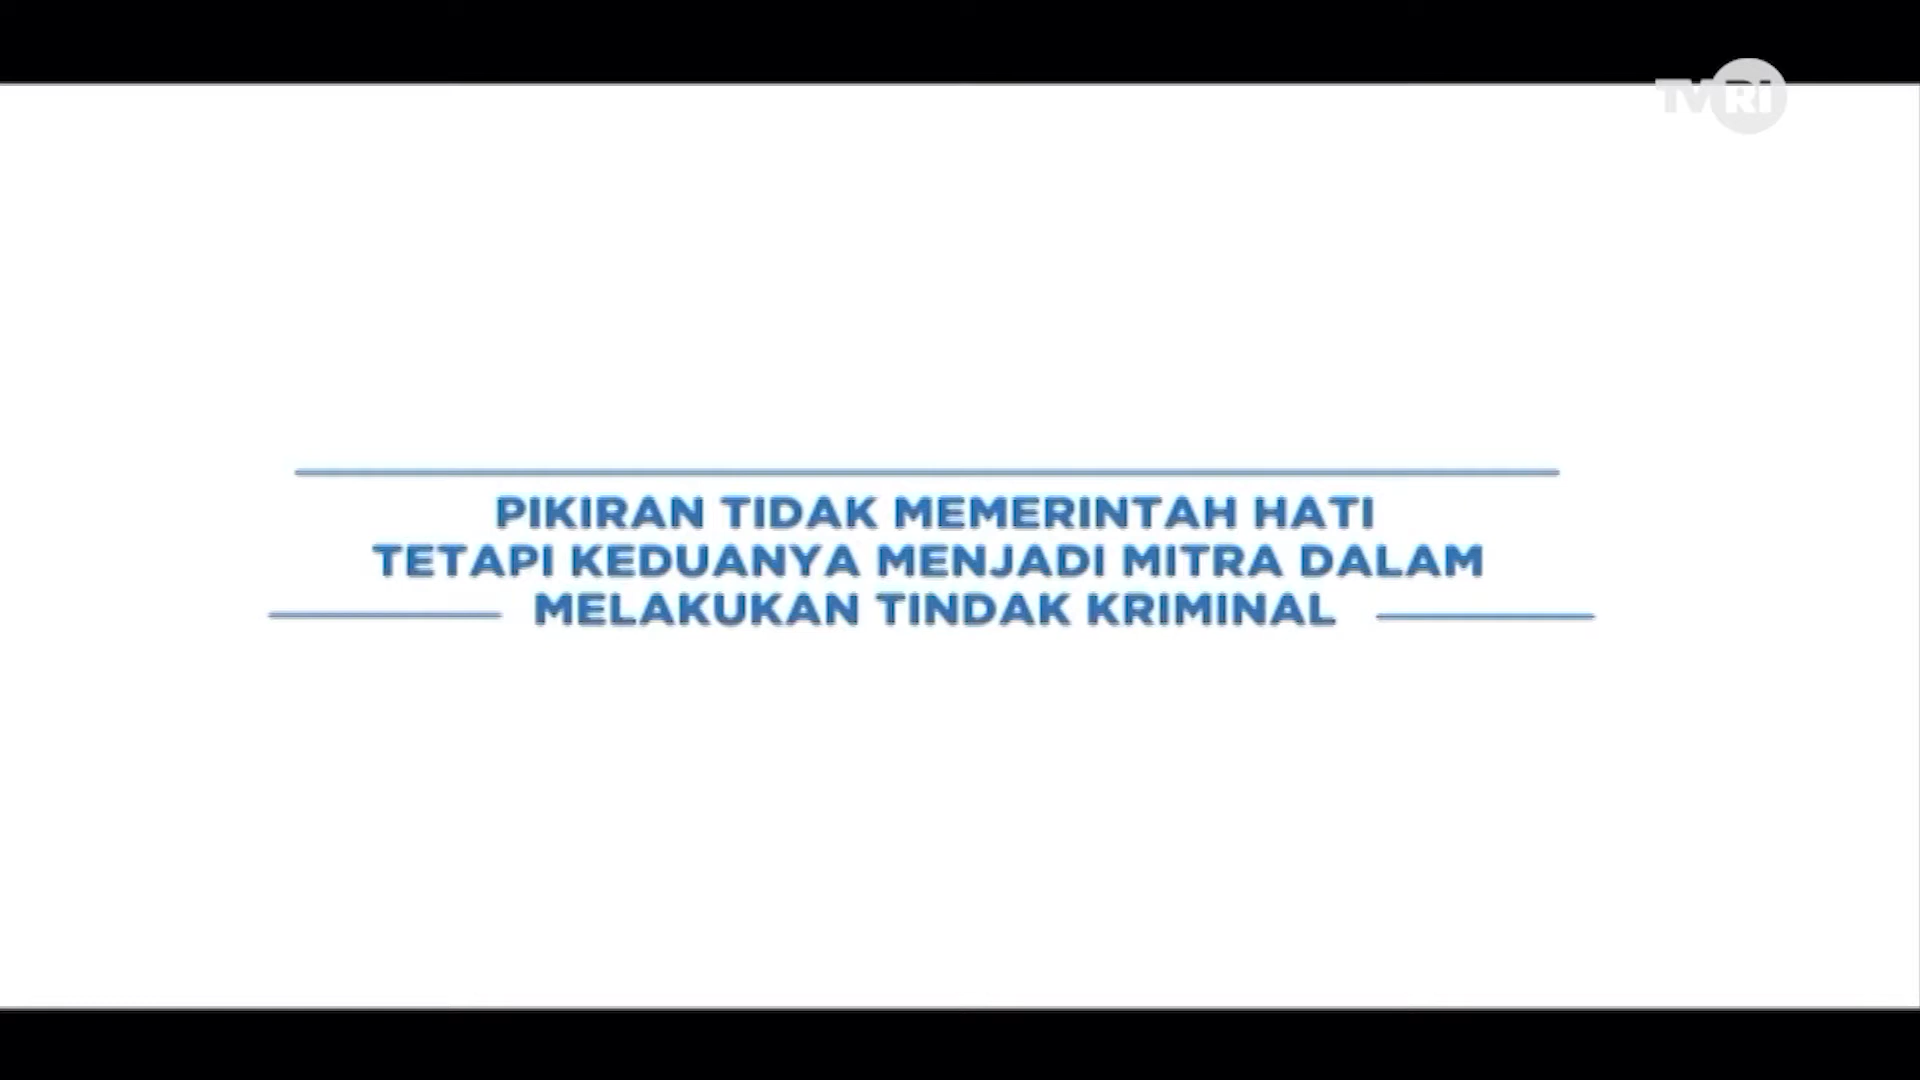 TVRI
PIKIRAN TIDAK MEMERINTAH HATI
TETAPI KEDUANYA MENJADI MITRA DALAM
MELAKUKAN TINDAK KRIMINAL